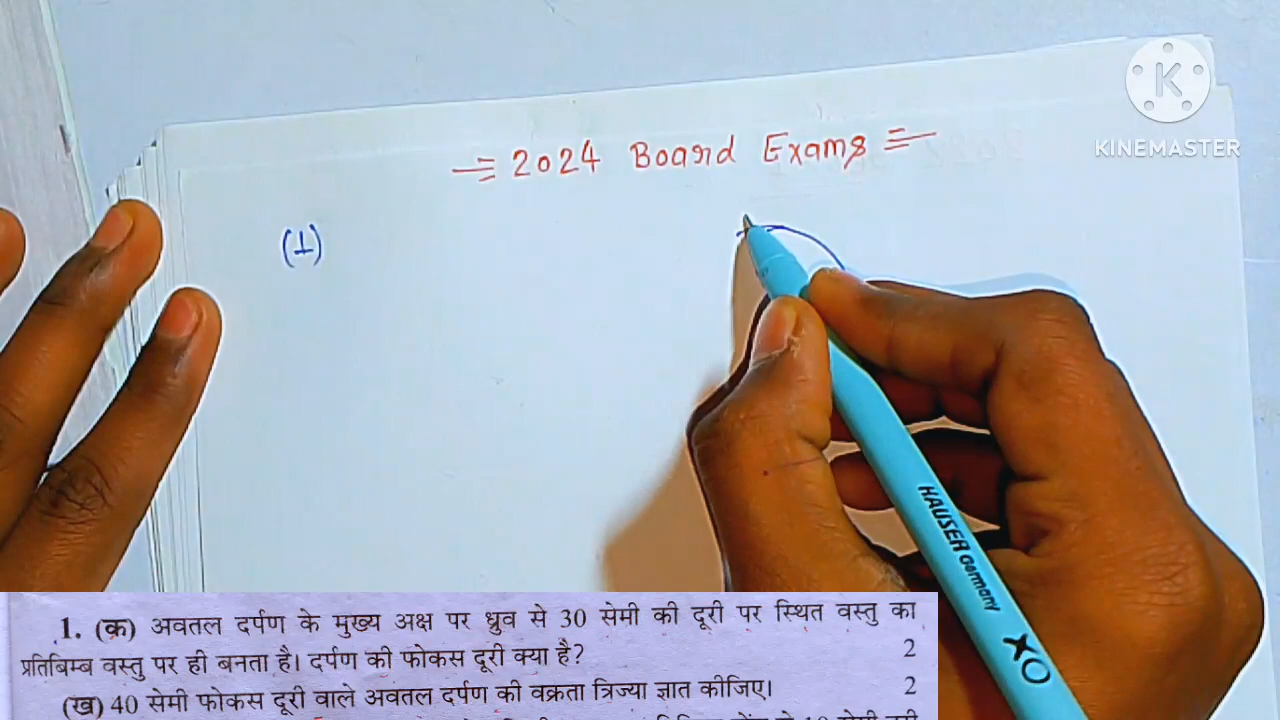 KINEMASTER
2024 Board Exams
(1)
HAUSER Germany
XO
1. (क) अवतल दर्पण के मुख्य अक्ष पर ध्रुव से 30 सेमी की दूरी पर स्थित वस्तु का
प्रतिबिम्ब वस्तु पर ही बनता है। दर्पण की फोकस दूरी क्या है? 2
(ख) 40 सेमी फोकस दूरी वाले अवतल दर्पण की वक्रता त्रिज्या ज्ञात कीजिए। 2